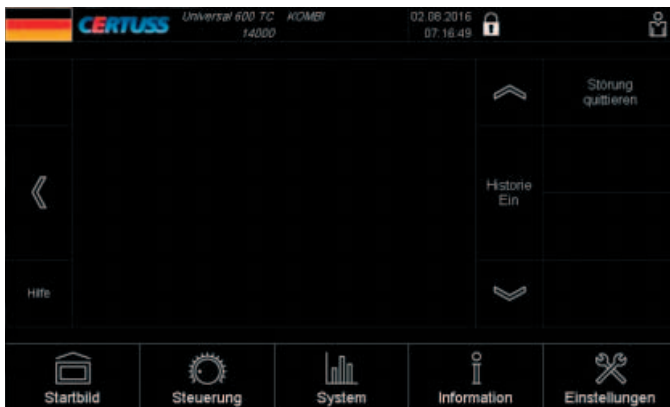 CERTUSS
Universal 600 TC KOMBI
14000
02.08.2016
07:16:49
Störung
quittieren
Historie
Ein
Hilfe
Startbild
Steuerung
System
Information
Einstellungen